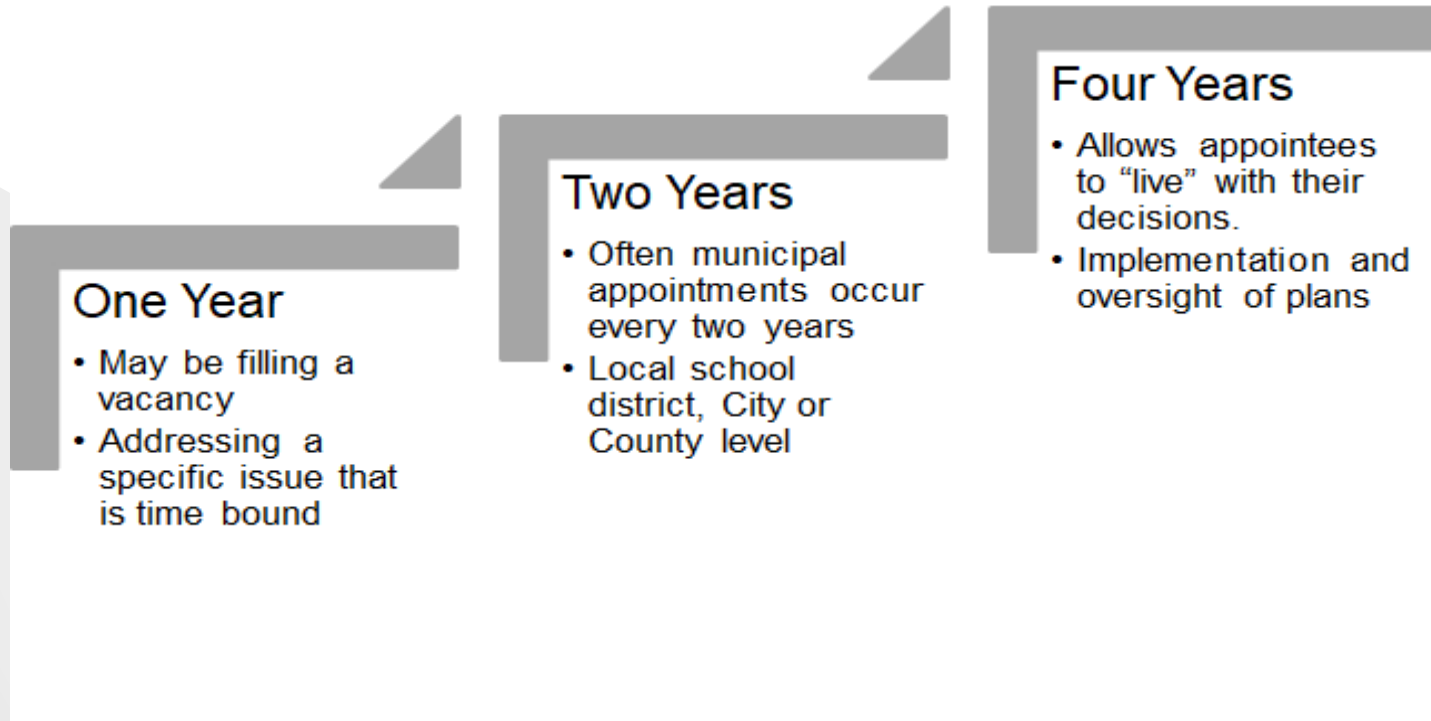 One Year
• May be filling a
vacancy
• Addressing a
specific issue that
is time bound
Two Years
• Often municipal
appointments occur
every two years
• Local school
district, City or
County level
Four Years
• Allows appointees
to “live” with their
decisions.
• Implementation and
oversight of plans